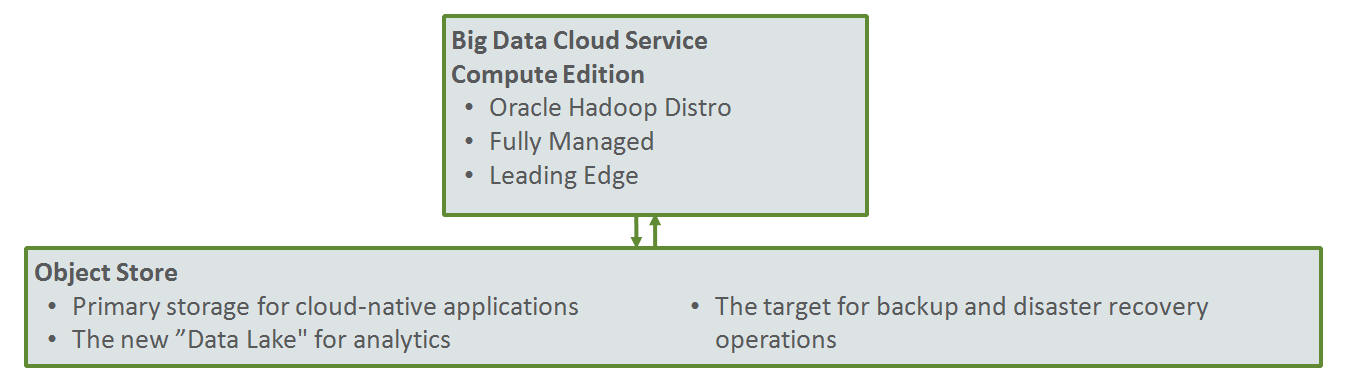 Big Data Cloud Service
Compute Edition
• Oracle Hadoop Distro
• Fully Managed
• Leading Edge
Object Store
• Primary storage for cloud-native applications
• The new ”Data Lake" for analytics
• The target for backup and disaster recovery
operations